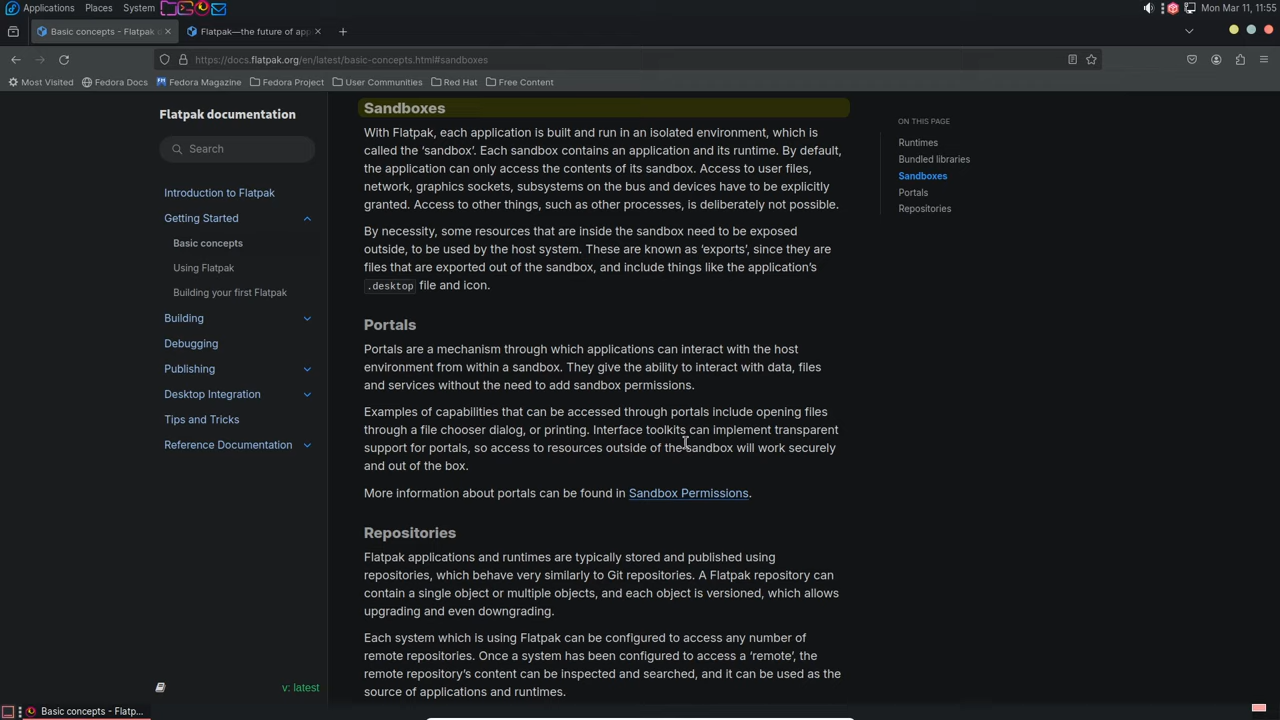 Applications Places System Mon Mar 11, 11:55
Basic concepts - Flatpak d Flatpak—the future of app
https://docs.flatpak.org/en/latest/basic-concepts.html#sandboxes
Most Visited Fedora Docs Fedora Magazine Fedora Project User Communities Red Hat Free Content
Flatpak documentation
Search
Introduction to Flatpak
Getting Started
Basic concepts
Using Flatpak
Building your first Flatpak
Building
Debugging
Publishing
Desktop Integration
Tips and Tricks
Reference Documentation
v: latest
Sandboxes
With Flatpak, each application is built and run in an isolated environment, which is
called the ‘sandbox’. Each sandbox contains an application and its runtime. By default,
the application can only access the contents of its sandbox. Access to user files,
network, graphics sockets, subsystems on the bus and devices have to be explicitly
granted. Access to other things, such as other processes, is deliberately not possible.
By necessity, some resources that are inside the sandbox need to be exposed
outside, to be used by the host system. These are known as ‘exports’, since they are
files that are exported out of the sandbox, and include things like the application’s
.desktop file and icon.
Portals
Portals are a mechanism through which applications can interact with the host
environment from within a sandbox. They give the ability to interact with data, files
and services without the need to add sandbox permissions.
Examples of capabilities that can be accessed through portals include opening files
through a file chooser dialog, or printing. Interface toolkits can implement transparent
support for portals, so access to resources outside of the sandbox will work securely
and out of the box.
More information about portals can be found in Sandbox Permissions.
Repositories
Flatpak applications and runtimes are typically stored and published using
repositories, which behave very similarly to Git repositories. A Flatpak repository can
contain a single object or multiple objects, and each object is versioned, which allows
upgrading and even downgrading.
Each system which is using Flatpak can be configured to access any number of
remote repositories. Once a system has been configured to access a ‘remote’, the
remote repository’s content can be inspected and searched, and it can be used as the
source of applications and runtimes.
ON THIS PAGE
Runtimes
Bundled libraries
Sandboxes
Portals
Repositories
Basic concepts - Flatp...